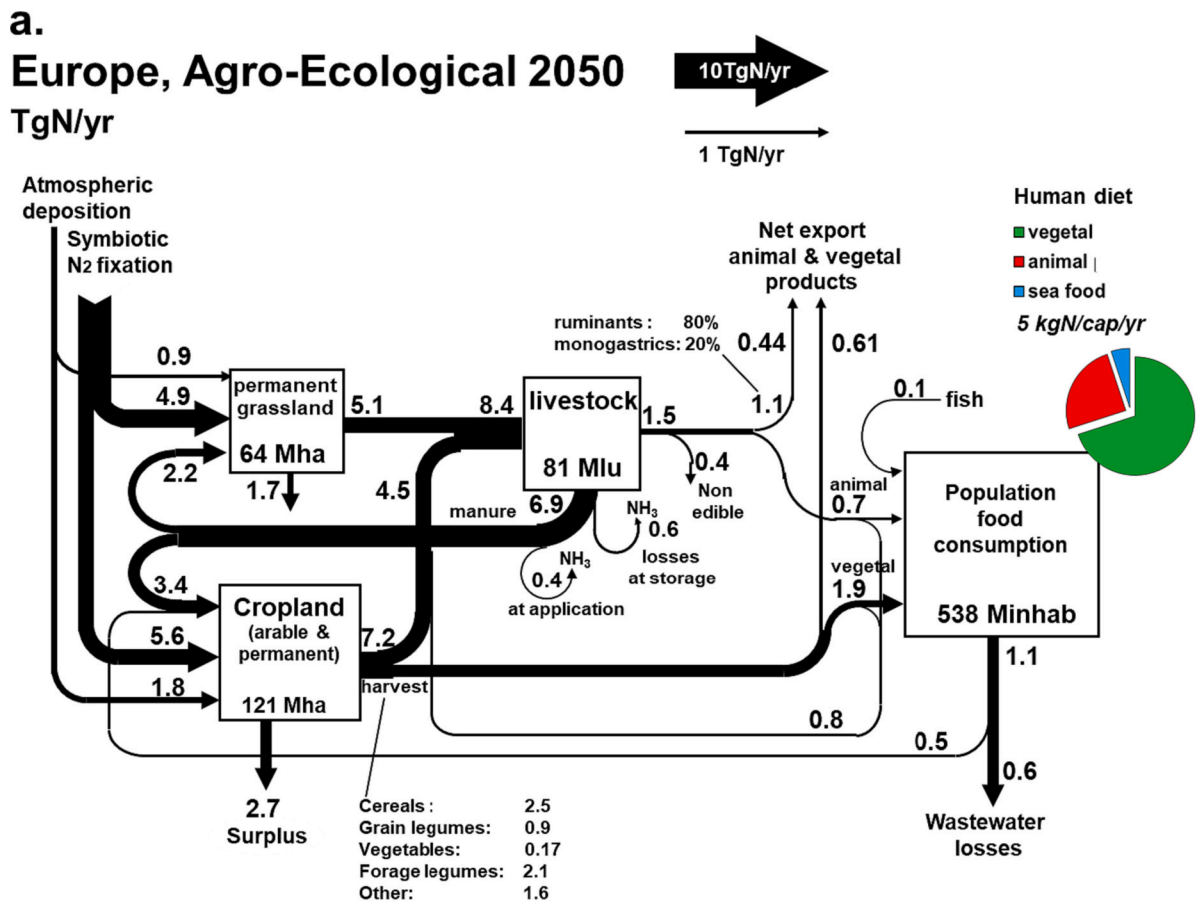 a.
Europe, Agro-Ecological 2050
TgN/yr
10TgN/yr
1 TgN/yr
Atmospheric
deposition
Symbiotic
N2 fixation
Human diet
vegetal
animal
sea food
5 kgN/cap/yr
Net export
animal & vegetal
products
ruminants : 80%
monogastrics: 20%
0.44
0.61
0.9
4.9
permanent
grassland
64 Mha
5.1
8.4
livestock
81 Mlu
1.5
1.1
0.1
fish
2.2
1.7
4.5
manure
6.9
NH3
0.6
losses
at storage
0.4
Non
edible
animal
0.7
Population
food
consumption
538 Minhab
NH3
0.4
at application
vegetal
1.9
3.4
5.6
1.8
Cropland
(arable &
permanent)
121 Mha
7.2
harvest
1.1
0.8
0.5
0.6
2.7
Surplus
Wastewater
losses
Cereals : 2.5
Grain legumes: 0.9
Vegetables: 0.17
Forage legumes: 2.1
Other: 1.6